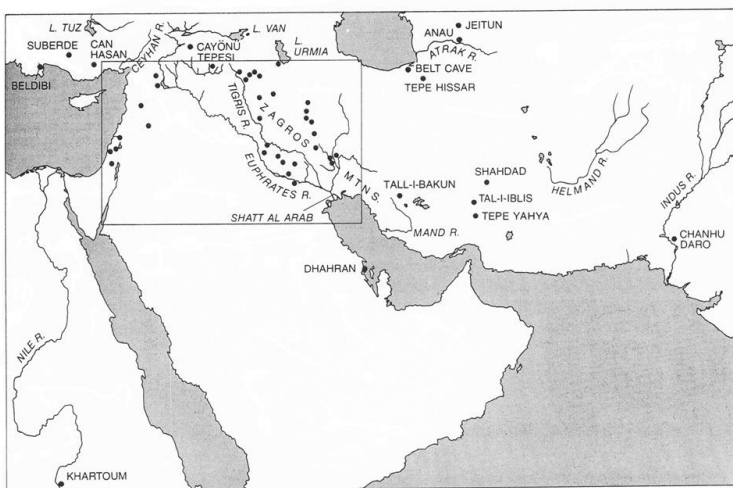 L. TUZ
L. VAN
JEITUN
ANAU
SUBERDE
CAN
HASAN
CEYHAN R.
ÇAYÖNÜ
TEPESI
L.
URMIA
ATRAK R.
BELT CAVE
TEPE HISSAR
BELDIBI
TIGRIS R.
ZAGROS
MTNS.
EUPHRATES R.
SHATT AL ARAB
TALL-I-BAKUN
MAND R.
SHAHDAD
TAL-I-IBLIS
TEPE YAHYA
HELMAND R.
INDUS R.
CHANHU
DARO
DHAHRAN
NILE R.
KHARTOUM